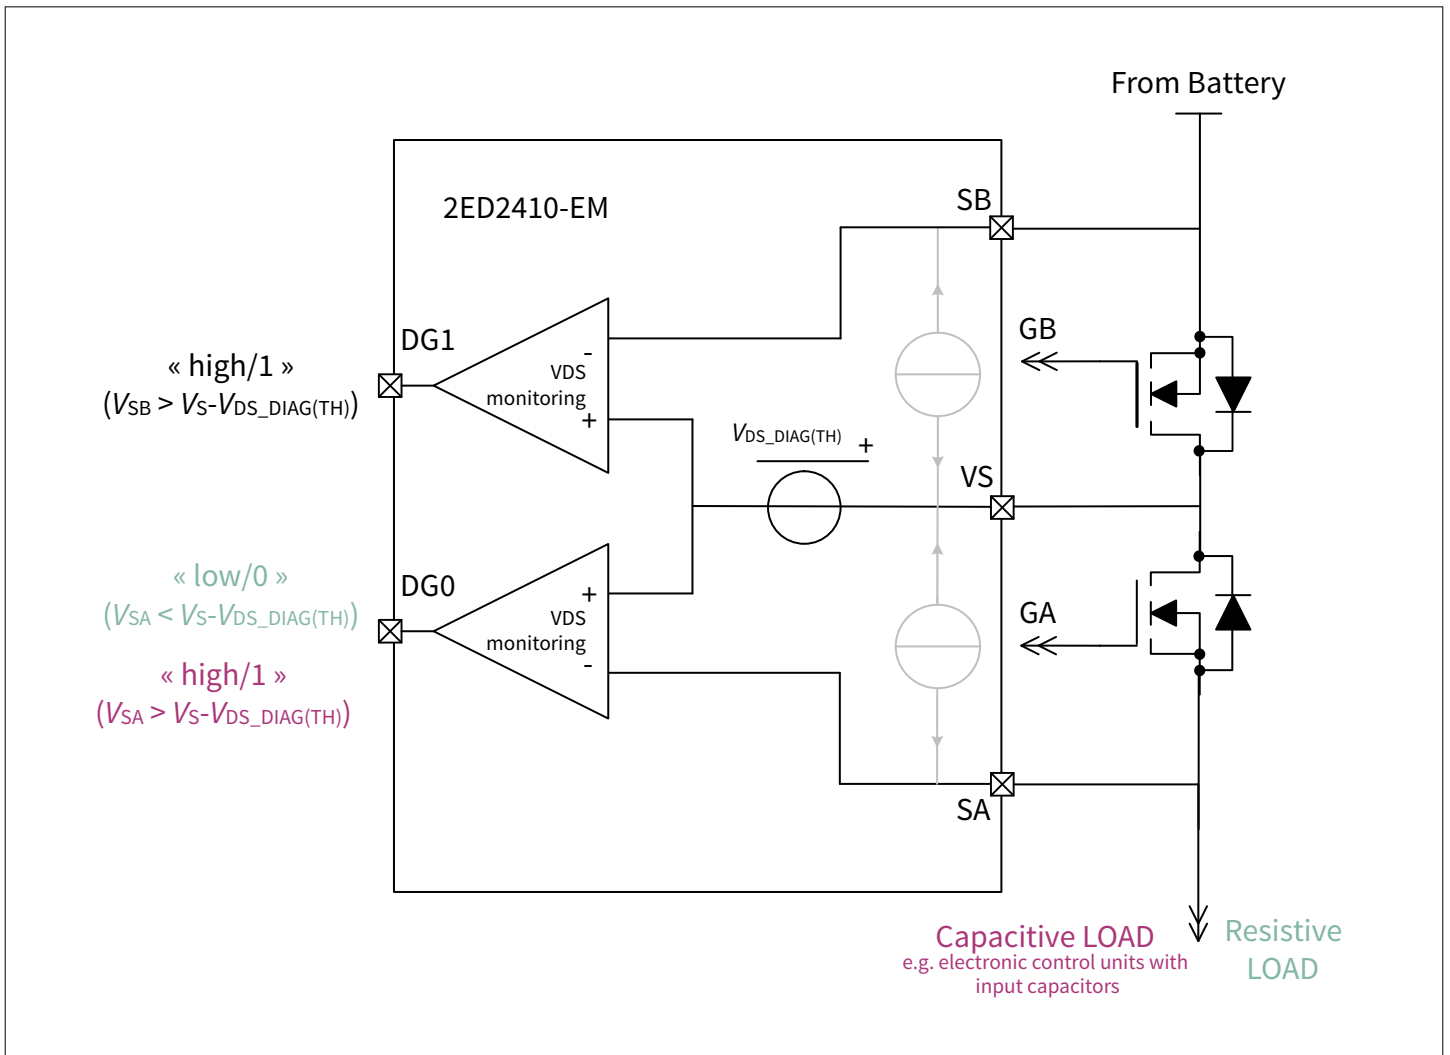 From Battery
2ED2410-EM
SB
DG1
GB
« high/1 »
(VSB > VS-VDS_DIAG(TH))
-
VDS
monitoring
+
VDS_DIAG(TH) +
VS
« low/0 »
(VSA < VS-VDS_DIAG(TH))
DG0
+
VDS
monitoring
-
GA
« high/1 »
(VSA > VS-VDS_DIAG(TH))
SA
Capacitive LOAD
e.g. electronic control units with
input capacitors
Resistive
LOAD